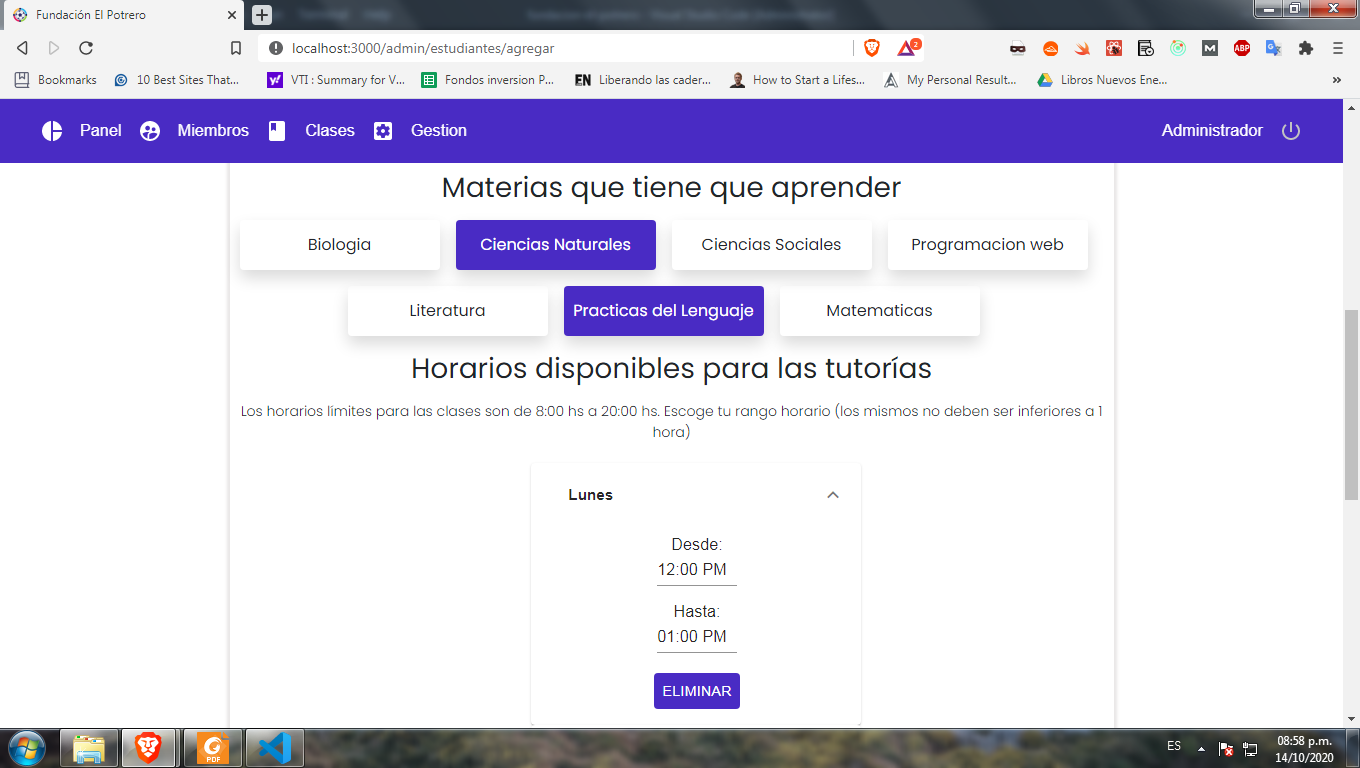 Fundación El Potrero
localhost:3000/admin/estudiantes/agregar
2
ABP
Bookmarks
10 Best Sites That...
VTI : Summary for V...
Fondos inversion P...
EN Liberando las cader...
How to Start a Lifes...
My Personal Result...
Libros Nuevos Ene...
»
Panel
Miembros
Clases
Gestion
Administrador
Materias que tiene que aprender
Biologia
Ciencias Naturales
Ciencias Sociales
Programacion web
Literatura
Practicas del Lenguaje
Matematicas
Horarios disponibles para las tutorías
Los horarios límites para las clases son de 8:00 hs a 20:00 hs. Escoge tu rango horario (los mismos no deben ser inferiores a 1
hora)
Lunes
Desde:
12:00 PM
Hasta:
01:00 PM
ELIMINAR
PDF
ES
08:58 p.m.
14/10/2020